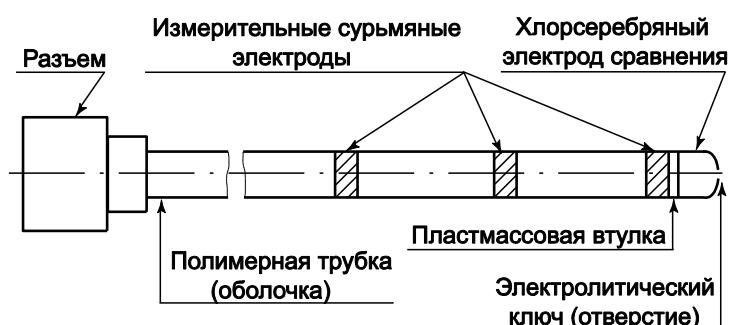 Измерительные сурьмяные
электроды
Хлорсеребряный
электрод сравнения
Разъем
Пластмассовая втулка
Полимерная трубка
(оболочка)
Электролитический
ключ (отверстие)